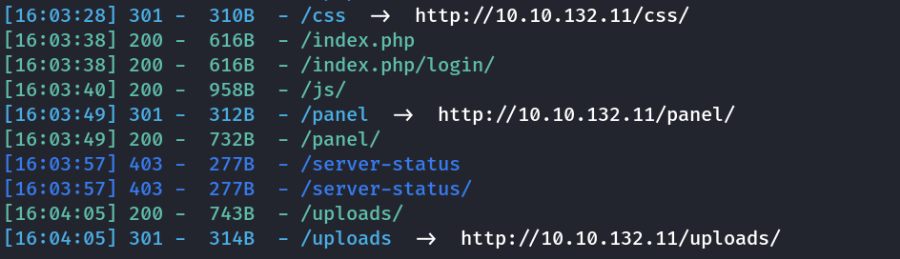 [16:03:28] 301 - 310B - /css -> http://10.10.132.11/css/
[16:03:38] 200 - 616B - /index.php
[16:03:38] 200 - 616B - /index.php/login/
[16:03:40] 200 - 958B - /js/
[16:03:49] 301 - 312B - /panel -> http://10.10.132.11/panel/
[16:03:49] 200 - 732B - /panel/
[16:03:57] 403 - 277B - /server-status
[16:03:57] 403 - 277B - /server-status/
[16:04:05] 200 - 743B - /uploads/
[16:04:05] 301 - 314B - /uploads -> http://10.10.132.11/uploads/